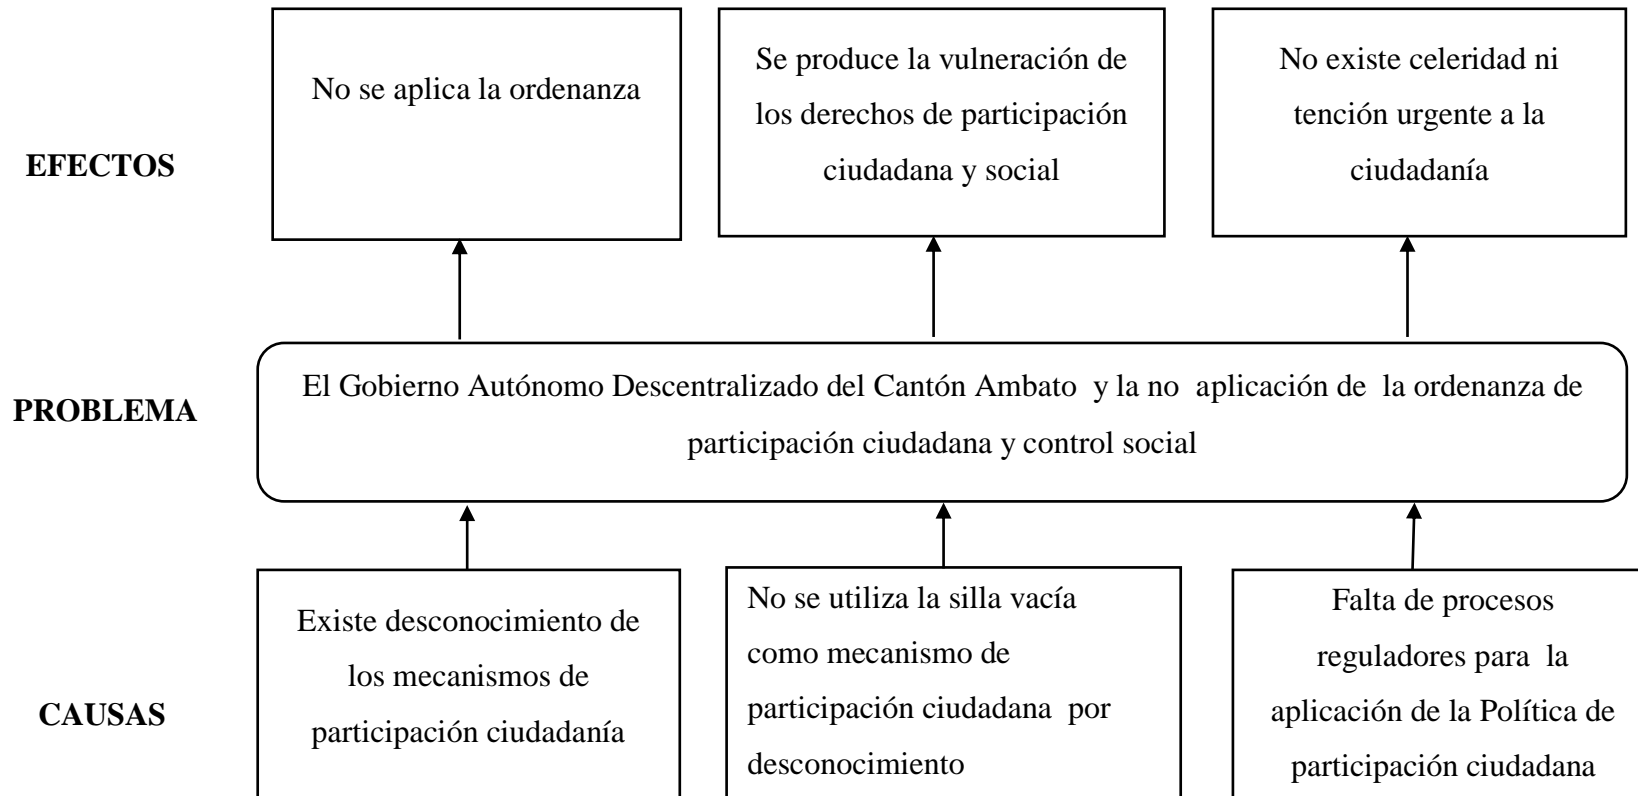 No se aplica la ordenanza
Se produce la vulneración de
los derechos de participación
ciudadana y social
No existe celeridad ni
tención urgente a la
ciudadanía
EFECTOS
El Gobierno Autónomo Descentralizado del Cantón Ambato y la no aplicación de la ordenanza de
participación ciudadana y control social
PROBLEMA
Existe desconocimiento de
los mecanismos de
participación ciudadanía
No se utiliza la silla vacía
como mecanismo de
participación ciudadana por
desconocimiento
Falta de procesos
reguladores para la
aplicación de la Política de
participación ciudadana
CAUSAS